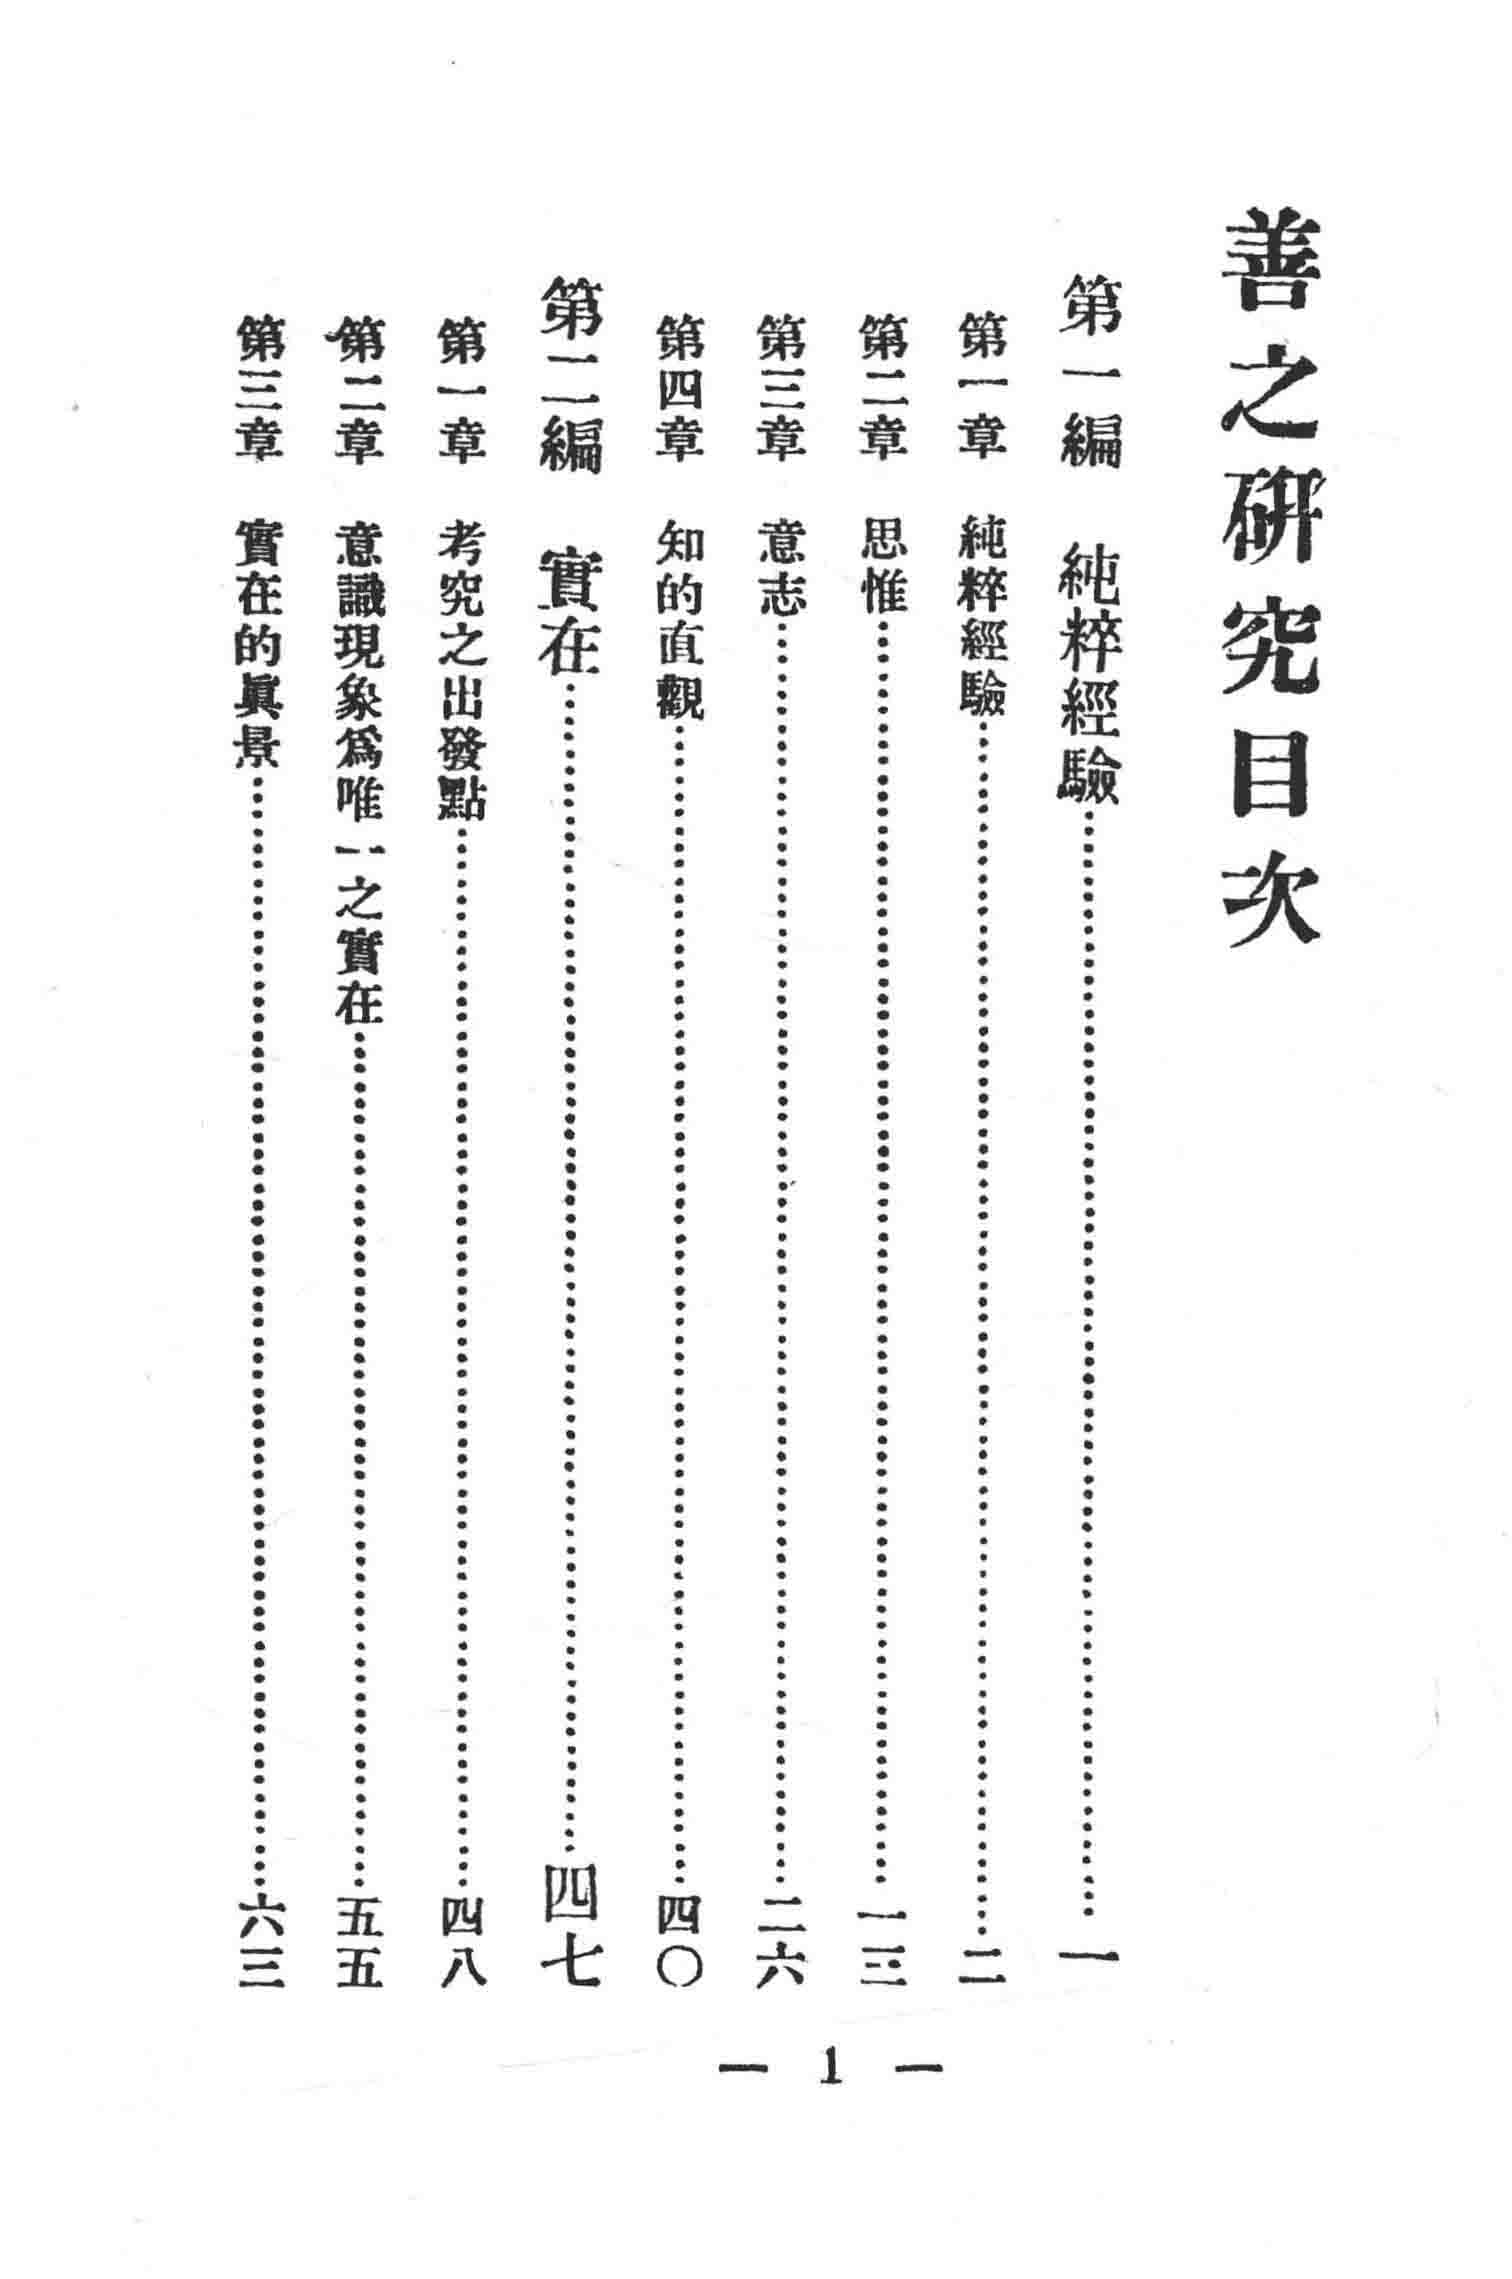 善之研究目次
第一編　純粹經驗……一
第一章　純粹經驗……二
第二章　思惟……一三
第三章　意志……二六
第四章　知的直觀……四〇
第二編　實在……四七
第一章　考究之出發點……四八
第二章　意識現象爲唯一之實在……五五
第三章　實在的眞景……六三
— 1 —